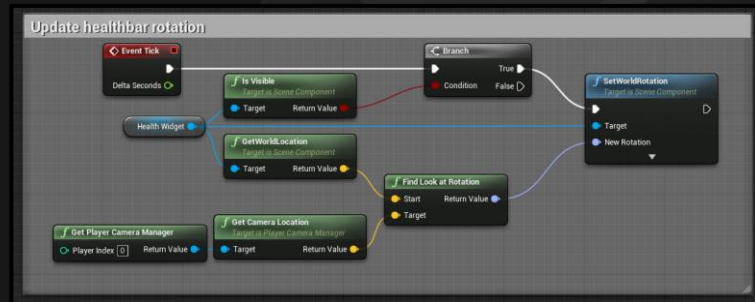 Update healthbar rotation
Event Tick
Delta Seconds
Is Visible
Target is Scene Component
Target Return Value
Branch
True
Condition False
SetWorldRotation
Target is Scene Component
Target
New Rotation
Health Widget
GetWorldLocation
Target is Scene Component
Target Return Value
Find Look at Rotation
Start Return Value
Target
Get Player Camera Manager
Player Index 0 Return Value
Get Camera Location
Target is Player Camera Manager
Target Return Value